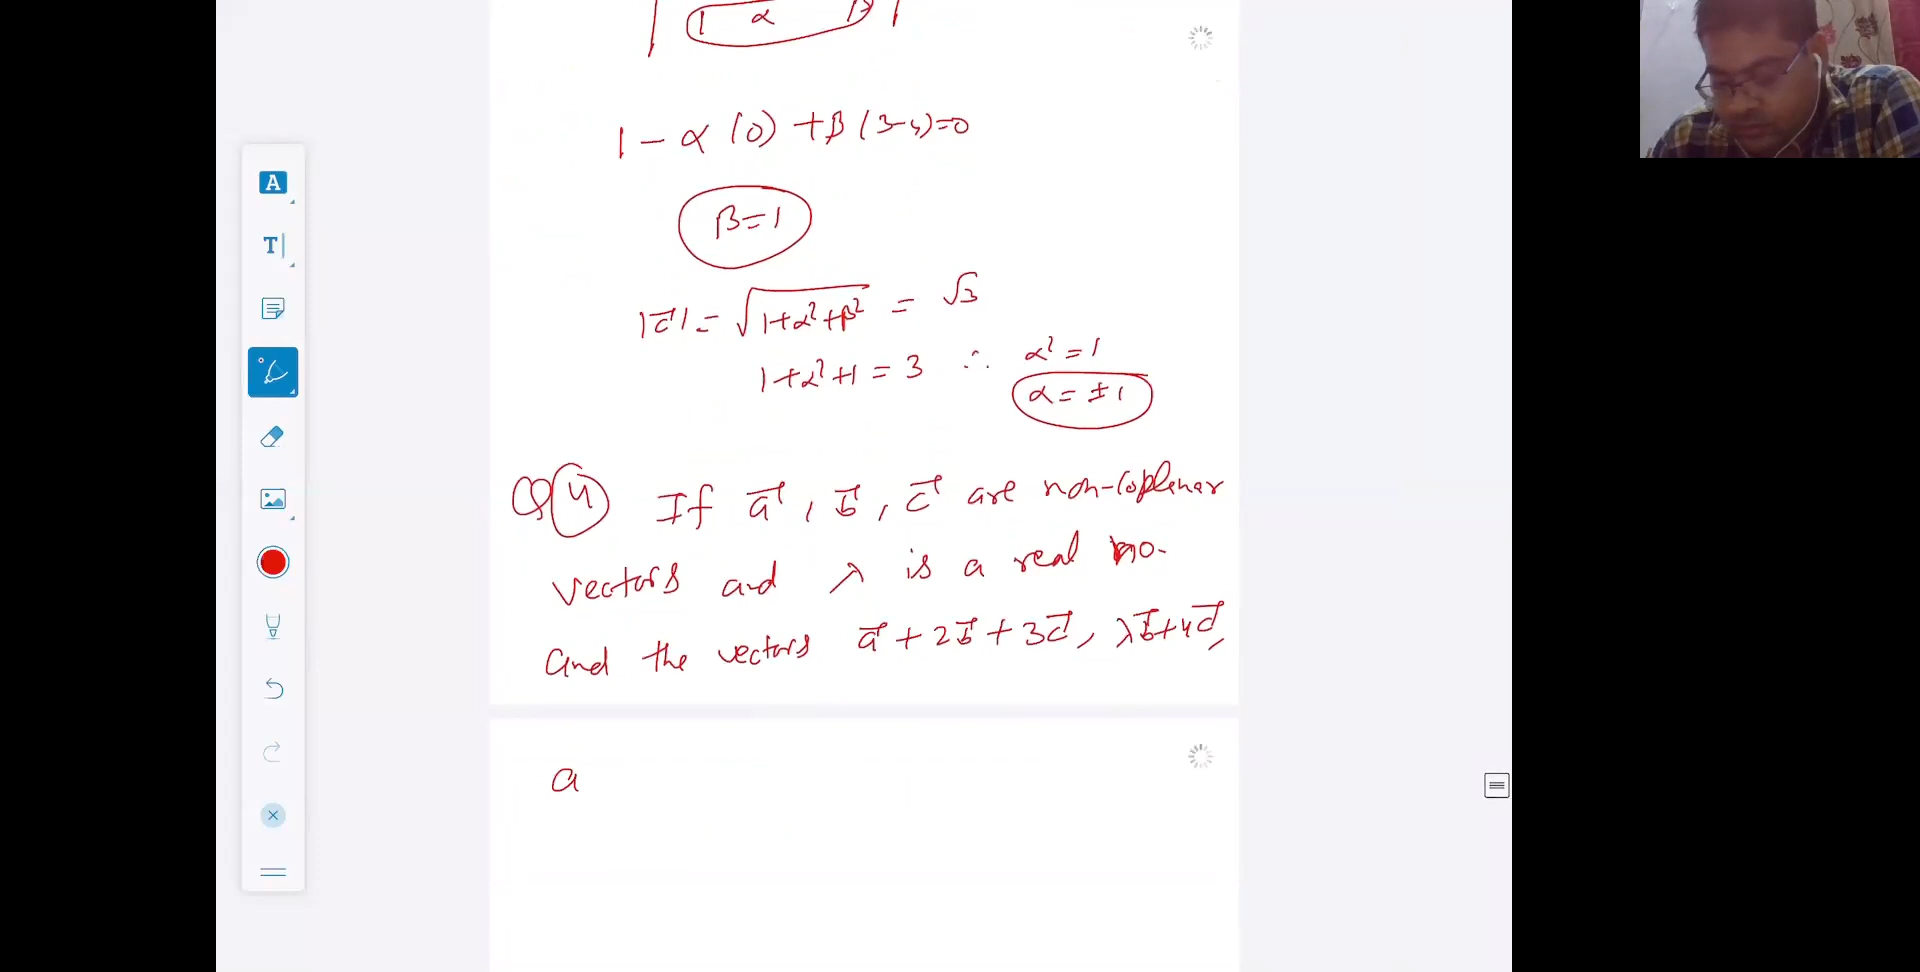 1 α β
1 - α (0) + β (3-4) = 0
β = 1
|c⃗| = √1+α²+β² = √3
1+α²+1 = 3 ∴ α² = 1
α = ±1
Q 4 If a⃗, b⃗, c⃗ are non-coplanar
vectors and λ is a real no.
and the vectors a⃗ + 2b⃗ + 3c⃗, λb⃗+4c⃗,
a